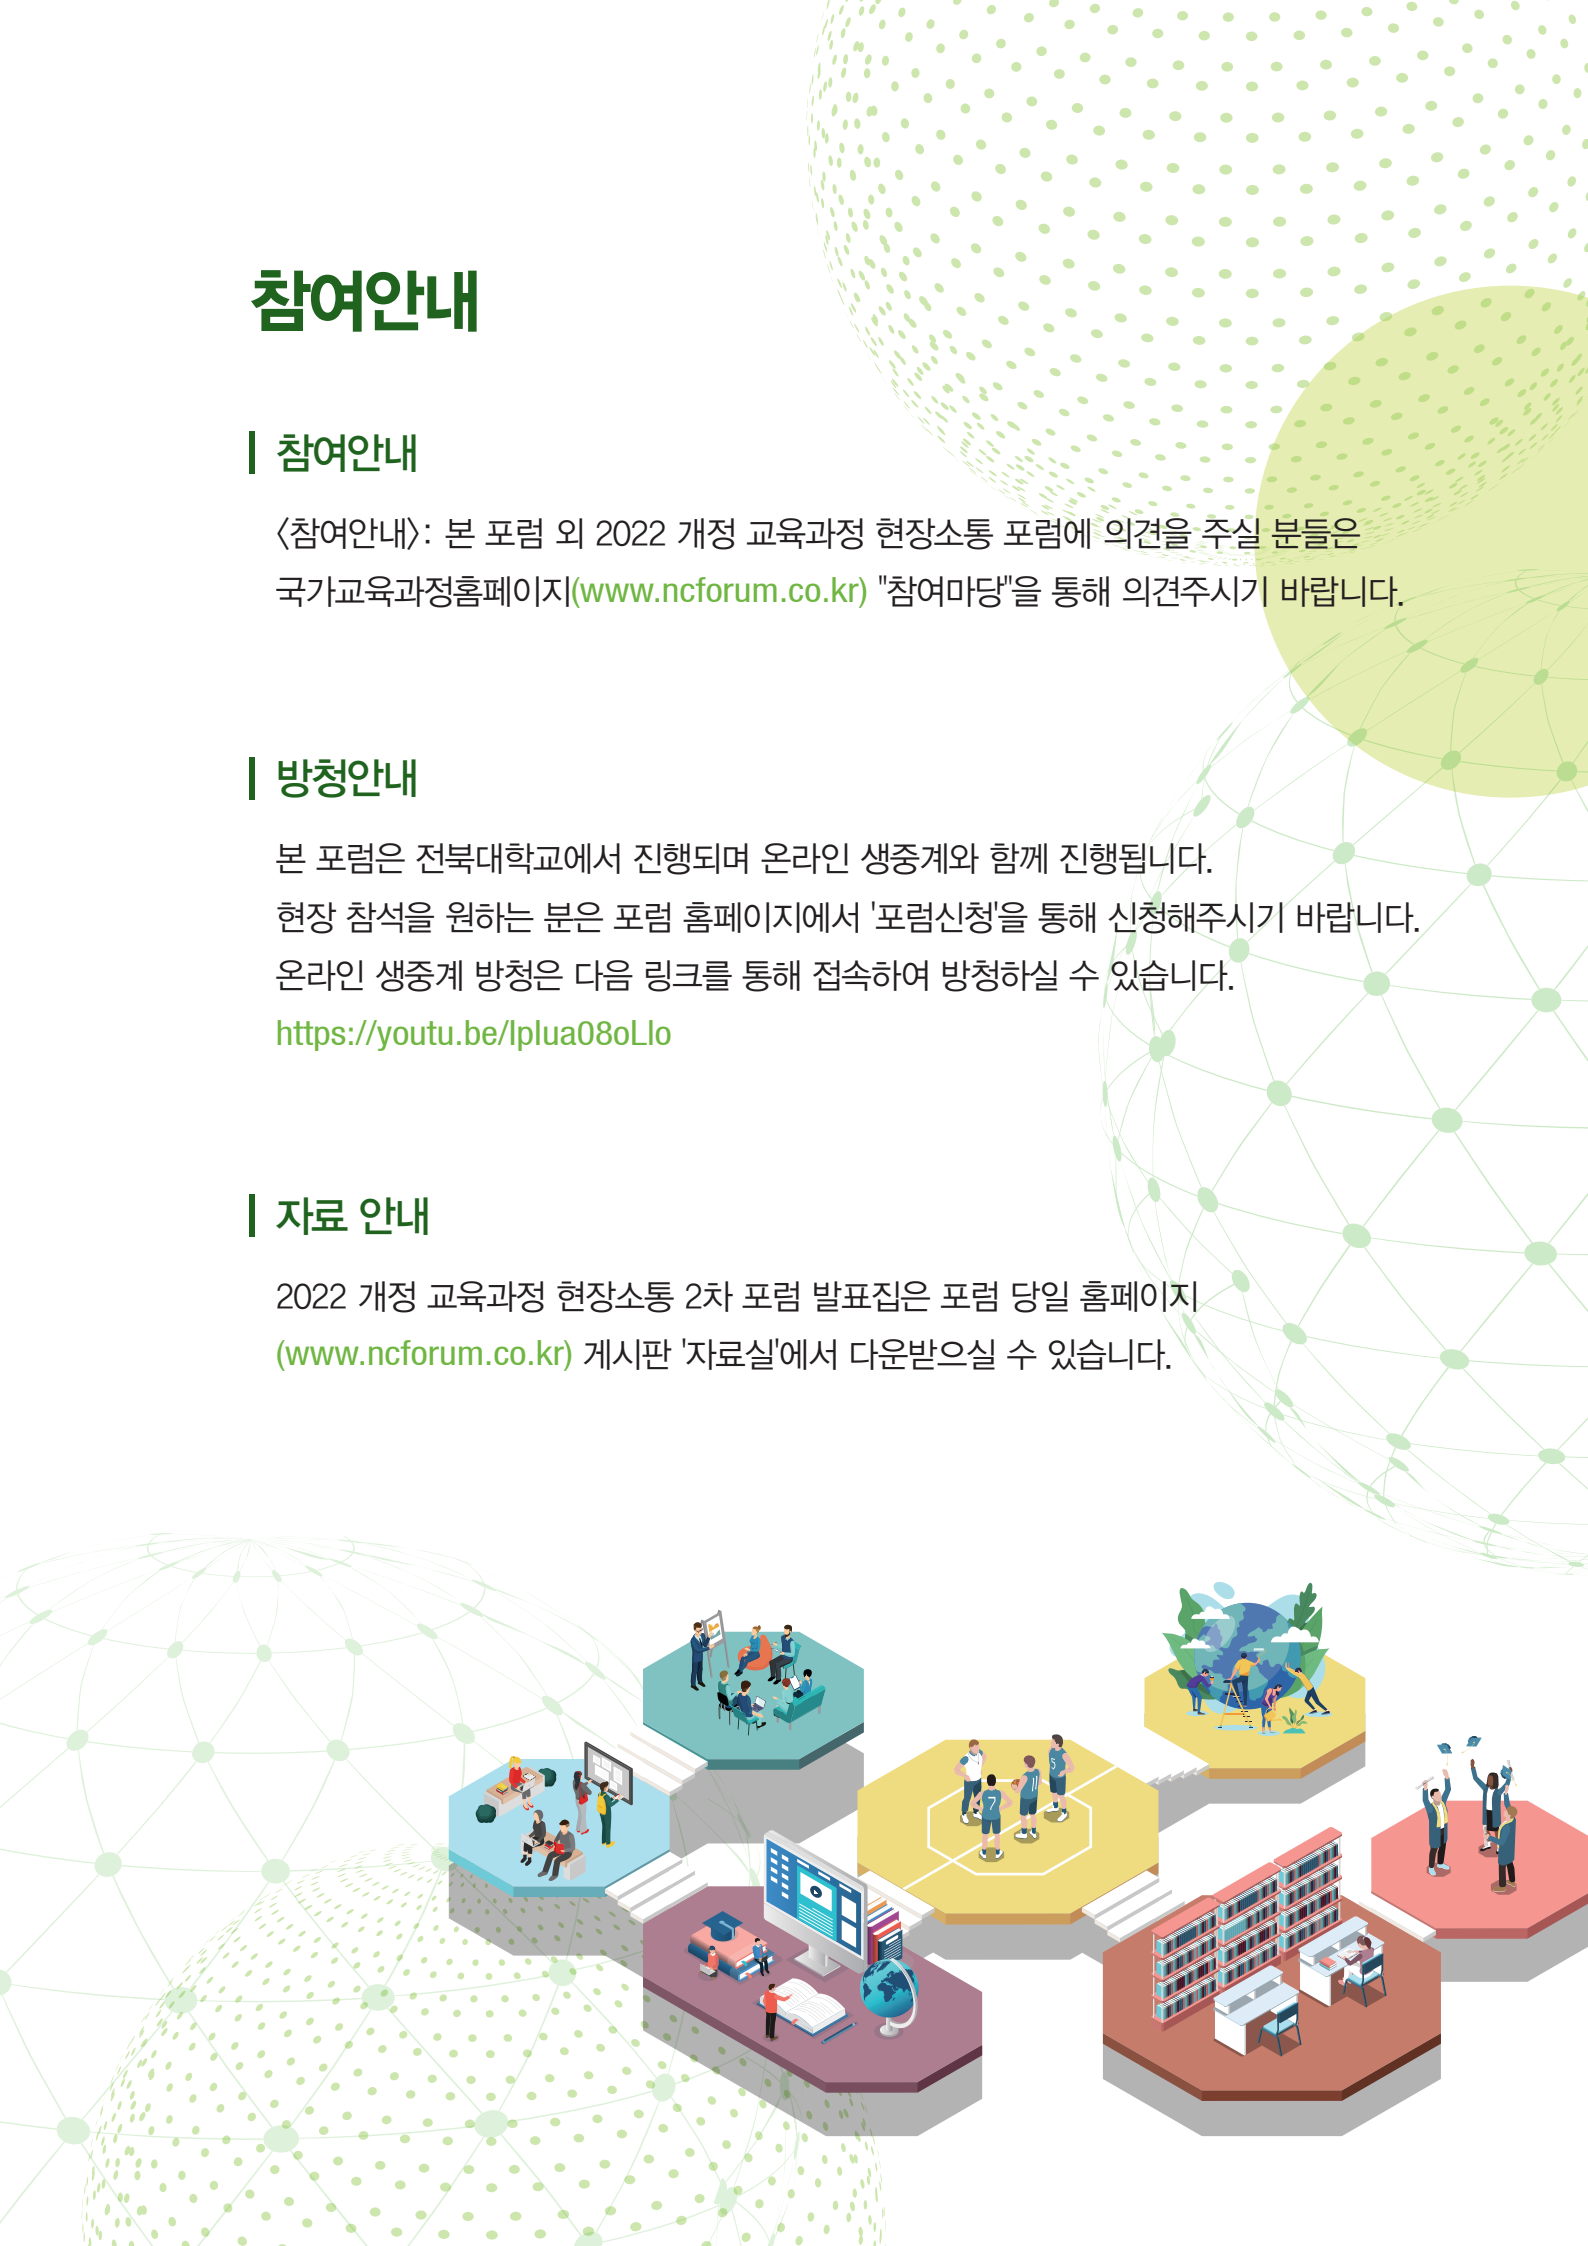 참여안내
참여안내
〈참여안내〉: 본 포럼 외 2022 개정 교육과정 현장소통 포럼에 의견을 주실 분들은
국가교육과정홈페이지(www.ncforum.co.kr) "참여마당"을 통해 의견주시기 바랍니다.
방청안내
본 포럼은 전북대학교에서 진행되며 온라인 생중계와 함께 진행됩니다.
현장 참석을 원하는 분은 포럼 홈페이지에서 '포럼신청'을 통해 신청해주시기 바랍니다.
온라인 생중계 방청은 다음 링크를 통해 접속하여 방청하실 수 있습니다.
https://youtu.be/lplua08oLlo
자료 안내
2022 개정 교육과정 현장소통 2차 포럼 발표집은 포럼 당일 홈페이지
(www.ncforum.co.kr) 게시판 '자료실'에서 다운받으실 수 있습니다.
5
11
7